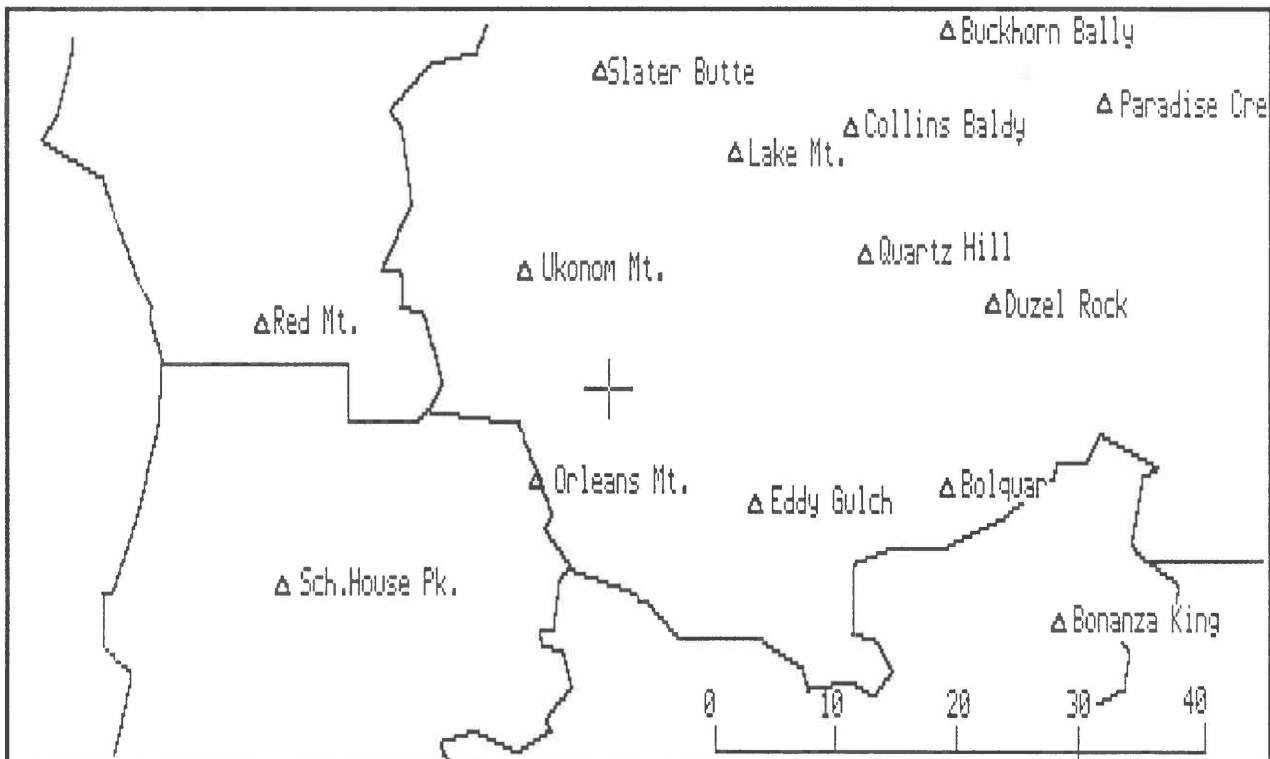 Buckhorn Bally
Slater Butte
Paradise Cre
Collins Baldy
Lake Mt.
Quartz Hill
Ukonom Mt.
Duzel Rock
Red Mt.
Orleans Mt.
Bolquar
Eddy Gulch
Sch.House Pk.
Bonanza King
0 10 20 30 40